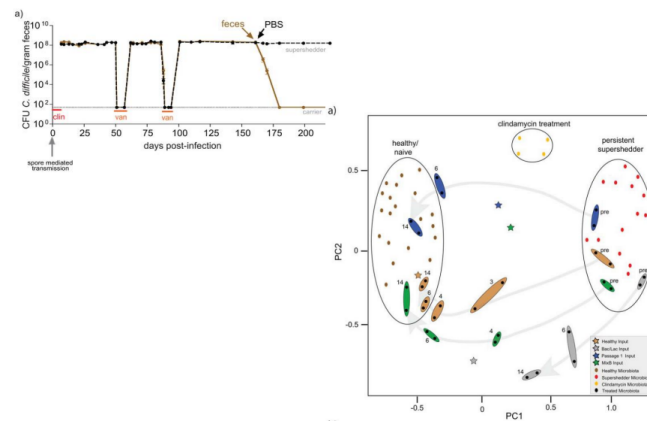 a)
feces
PBS
CFU C. difficile/gram feces
10¹⁰
10⁸
10⁶
10⁴
10²
10⁰
supershedder
carrier
clin
van
van
0
25
50
75
100
125
150
175
200
days post-infection
spore mediated
transmission
a)
clindamycin treatment
healthy/
naive
persistent
supershedder
PC2
0.5
0
-0.5
6
14
pre
pre
pre
pre
14
6
4
3
14
6
4
6
14
-0.5
0
0.5
1.0
PC1
Healthy Input
Bac/Lac Input
Passage 1 Input
MixB Input
Healthy Microbiota
Supershedder Microbiota
Clindamycin Microbiota
Treated Microbiota